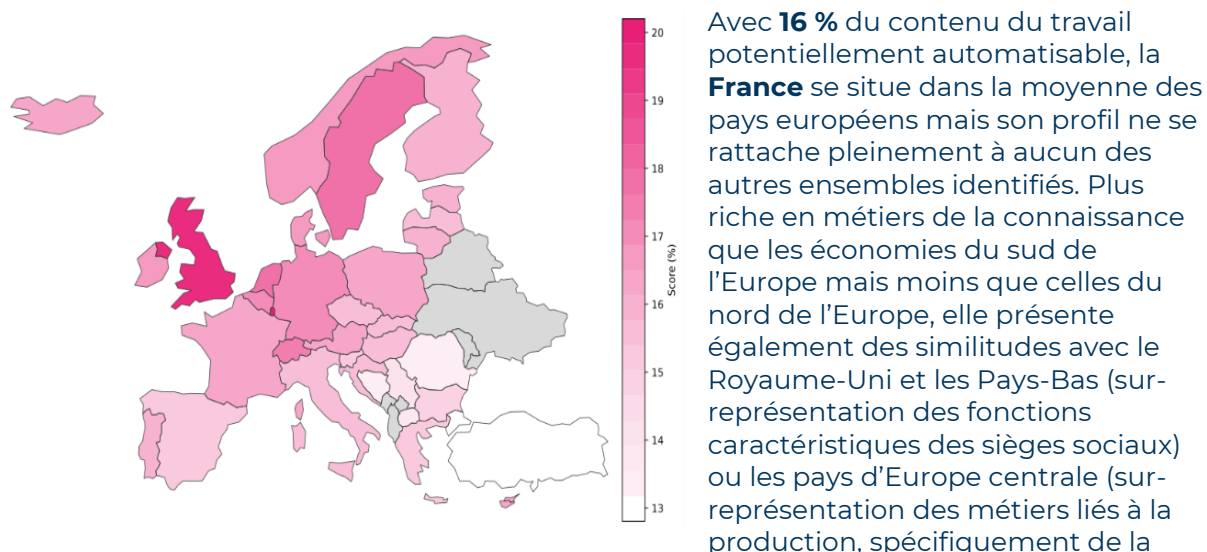 20
19
18
17
16
15
14
13
Score (%)
Avec 16 % du contenu du travail
potentiellement automatisable, la
France se situe dans la moyenne des
pays européens mais son profil ne se
rattache pleinement à aucun des
autres ensembles identifiés. Plus
riche en métiers de la connaissance
que les économies du sud de
l’Europe mais moins que celles du
nord de l’Europe, elle présente
également des similitudes avec le
Royaume-Uni et les Pays-Bas (sur-
représentation des fonctions
caractéristiques des sièges sociaux)
ou les pays d’Europe centrale (sur-
représentation des métiers liés à la
production, spécifiquement de la